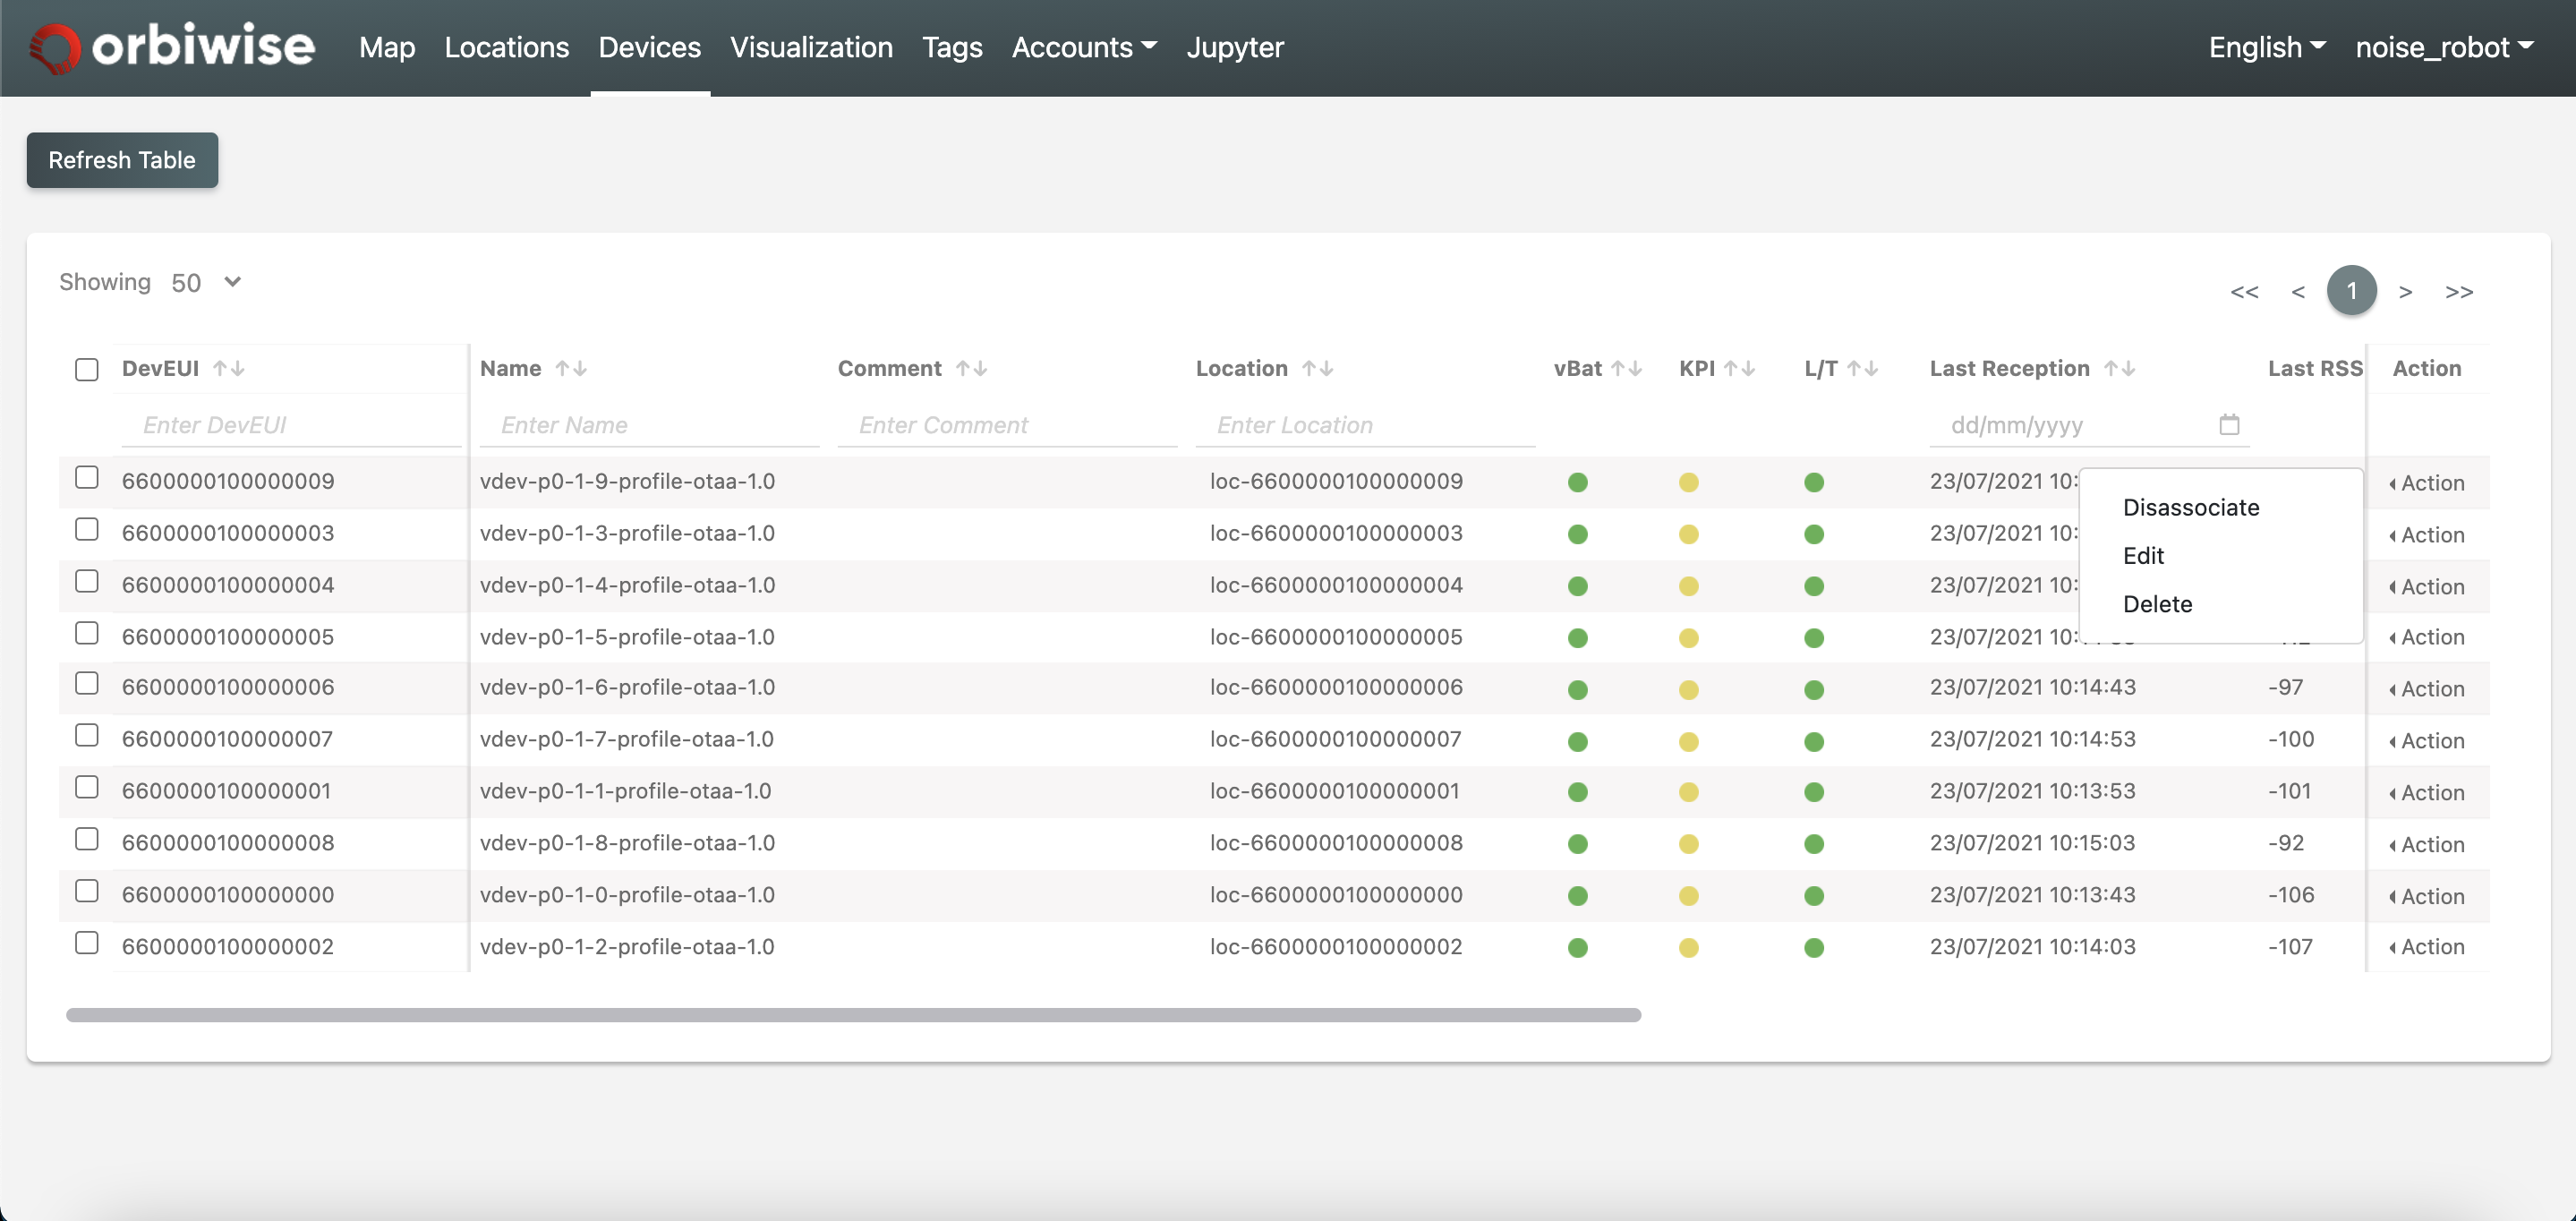 orbiwise Map Locations Devices Visualization Tags Accounts Jupyter English noise_robot
Refresh Table
Showing 50 << < 1 > >>
DevEUI Name Comment Location vBat KPI L/T Last Reception Last RSS Action
Enter DevEUI Enter Name Enter Comment Enter Location dd/mm/yyyy
6600000100000009 vdev-p0-1-9-profile-otaa-1.0 loc-6600000100000009 23/07/2021 10: Action
Disassociate
6600000100000003 vdev-p0-1-3-profile-otaa-1.0 loc-6600000100000003 23/07/2021 10: Action
Edit
6600000100000004 vdev-p0-1-4-profile-otaa-1.0 loc-6600000100000004 23/07/2021 10: Action
Delete
6600000100000005 vdev-p0-1-5-profile-otaa-1.0 loc-6600000100000005 23/07/2021 10: Action
6600000100000006 vdev-p0-1-6-profile-otaa-1.0 loc-6600000100000006 23/07/2021 10:14:43 -97 Action
6600000100000007 vdev-p0-1-7-profile-otaa-1.0 loc-6600000100000007 23/07/2021 10:14:53 -100 Action
6600000100000001 vdev-p0-1-1-profile-otaa-1.0 loc-6600000100000001 23/07/2021 10:13:53 -101 Action
6600000100000008 vdev-p0-1-8-profile-otaa-1.0 loc-6600000100000008 23/07/2021 10:15:03 -92 Action
6600000100000000 vdev-p0-1-0-profile-otaa-1.0 loc-6600000100000000 23/07/2021 10:13:43 -106 Action
6600000100000002 vdev-p0-1-2-profile-otaa-1.0 loc-6600000100000002 23/07/2021 10:14:03 -107 Action